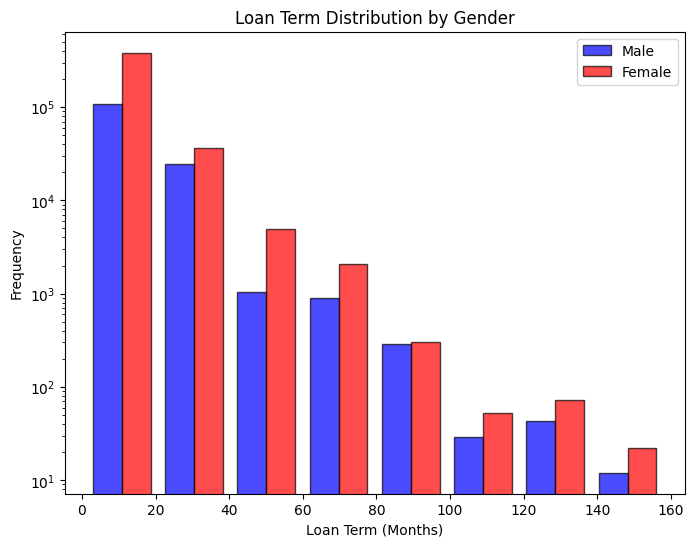 Loan Term Distribution by Gender
Male
Female
Frequency
10^5
10^4
10^3
10^2
10^1
0 20 40 60 80 100 120 140 160
Loan Term (Months)